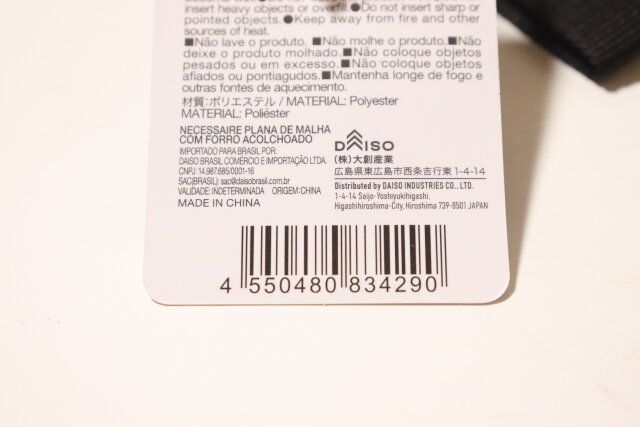 insert heavy objects or overfill.●Do not insert sharp or
pointed objects.●Keep away from fire and other
sources of heat.
■Não lave o produto. ■Não molhe o produto.■Não
deixe o produto molhado.■Não coloque objetos
pesados ou em excesso. ■Não coloque objetos
afiados ou pontiagudos.■Mantenha longe de fogo e
outras fontes de aquecimento.
材質:ポリエステル / MATERIAL: Polyester
MATERIAL: Poliéster
NECESSAIRE PLANA DE MALHA
COM FORRO ACOLCHOADO
IMPORTADO PARA BRASIL POR:
DAISO BRASIL COMÉRCIO E IMPORTAÇÃO LTDA.
CNPJ: 14.987.685/0001-16
SAC(BRASIL): sac@daisobrasil.com.br
VALIDADE: INDETERMINADA ORIGEM:CHINA
MADE IN CHINA
DAISO
(株)大創産業
広島県東広島市西条吉行東1-4-14
Distributed by DAISO INDUSTRIES CO., LTD.
1-4-14 Saijo-Yoshiyukihigashi,
Higashihiroshima-City, Hiroshima 739-8501 JAPAN
4 550480 834290